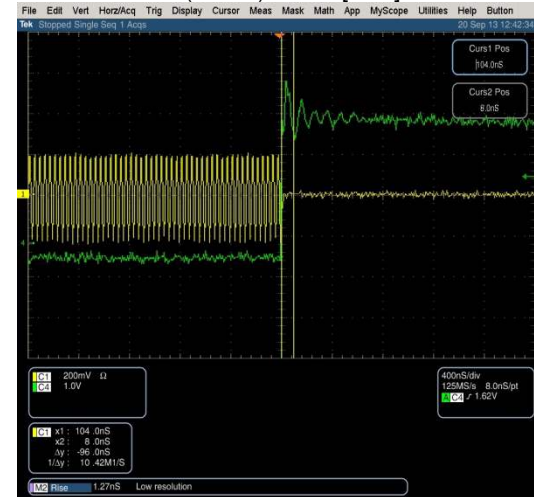 File Edit Vert Horz/Acq Trig Display Cursor Meas Mask Math App MyScope Utilities Help Button
Tek Stopped Single Seq 1 Acqs 20 Sep 13 12:42:34
Curs1 Pos
104.0nS
Curs2 Pos
8.0nS
1
4
C1 200mV Ω
C4 1.0V
400nS/div
125MS/s 8.0nS/pt
A C4 ∫ 1.62V
C1 x1 : 104 .0nS
x2 : 8 .0nS
Δy : -96 .0nS
1/Δy : 10 .42M1/S
M2 Rise 1.27nS Low resolution